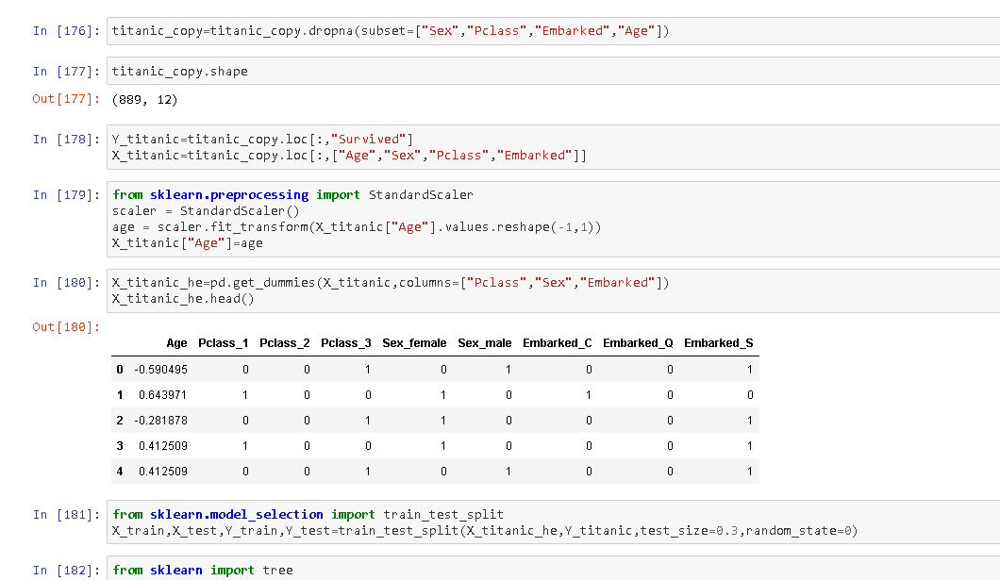 In [176]: titanic_copy=titanic_copy.dropna(subset=["Sex","Pclass","Embarked","Age"])
In [177]: titanic_copy.shape
Out[177]: (889, 12)
In [178]: Y_titanic=titanic_copy.loc[:,"Survived"]
X_titanic=titanic_copy.loc[:,["Age","Sex","Pclass","Embarked"]]
In [179]: from sklearn.preprocessing import StandardScaler
scaler = StandardScaler()
age = scaler.fit_transform(X_titanic["Age"].values.reshape(-1,1))
X_titanic["Age"]=age
In [180]: X_titanic_he=pd.get_dummies(X_titanic,columns=["Pclass","Sex","Embarked"])
X_titanic_he.head()
Out[180]:
Age Pclass_1 Pclass_2 Pclass_3 Sex_female Sex_male Embarked_C Embarked_Q Embarked_S
0 -0.590495 0 0 1 0 1 0 0 1
1 0.643971 1 0 0 1 0 1 0 0
2 -0.281878 0 0 1 1 0 0 0 1
3 0.412509 1 0 0 1 0 0 0 1
4 0.412509 0 0 1 0 1 0 0 1
In [181]: from sklearn.model_selection import train_test_split
X_train,X_test,Y_train,Y_test=train_test_split(X_titanic_he,Y_titanic,test_size=0.3,random_state=0)
In [182]: from sklearn import tree